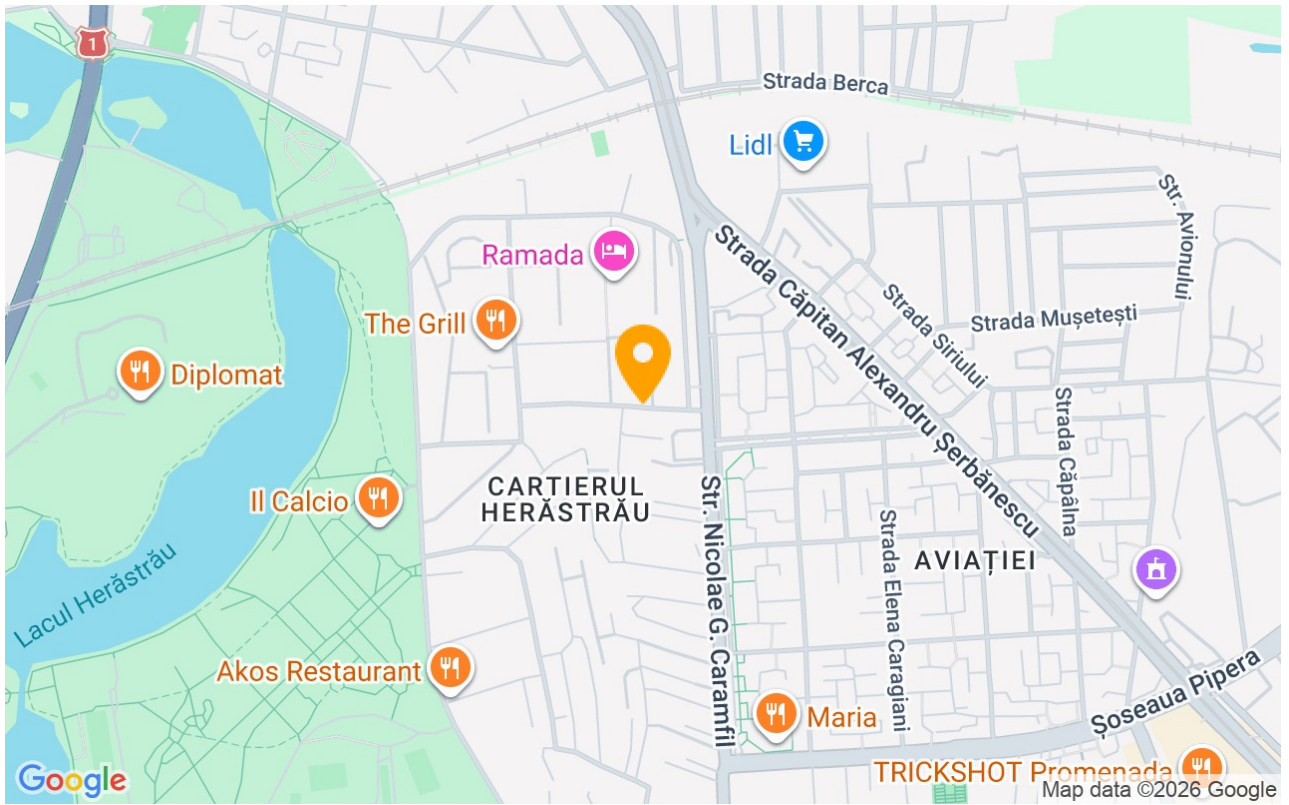 1
Strada Berca
Lidl
Str. Avionului
Ramada
Strada Căpitan Alexandru Șerbănescu
The Grill
Strada Siriului
Strada Mușetești
Diplomat
Strada Căpâlna
CARTIERUL
HERĂSTRĂU
Il Calcio
Str. Nicolae G. Caramfil
Strada Elena Caragiani
AVIAȚIEI
Lacul Herăstrău
Akos Restaurant
Maria
Șoseaua Pipera
TRICKSHOT Promenada
Google
Map data ©2026 Google